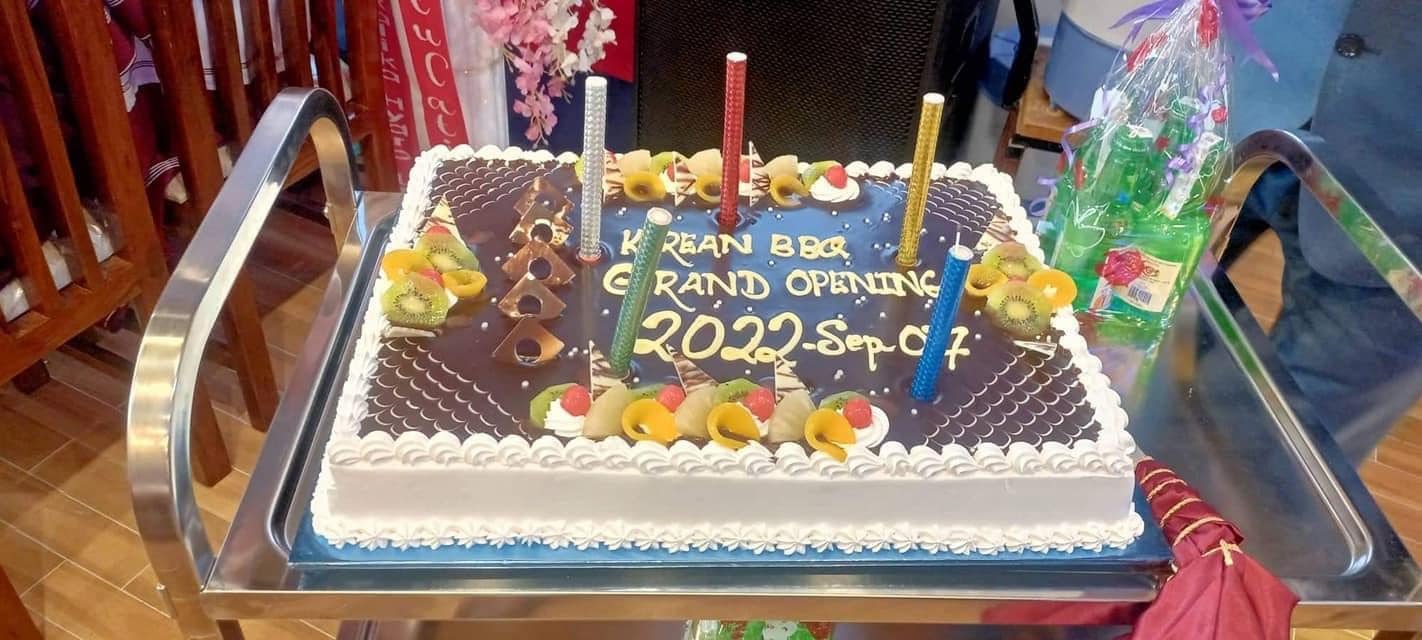 KOREAN BBQ
GRAND OPENING
2022-Sep 07